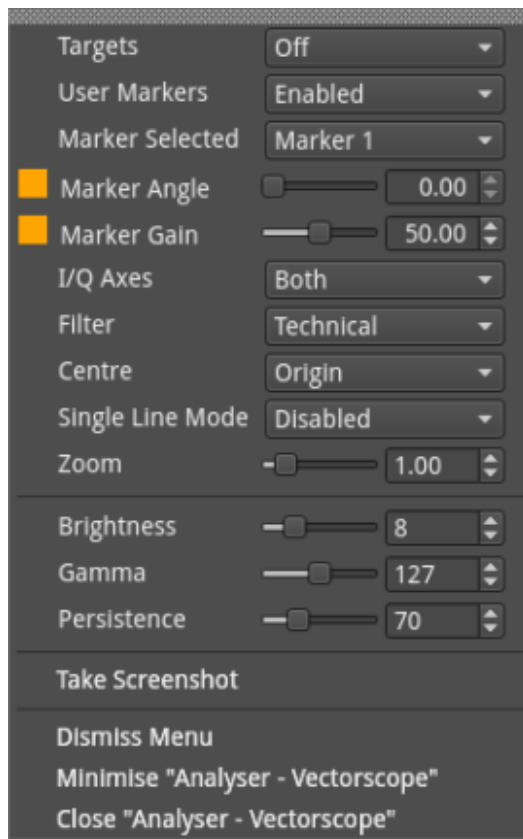 Targets Off
User Markers Enabled
Marker Selected Marker 1
Marker Angle 0.00
Marker Gain 50.00
I/Q Axes Both
Filter Technical
Centre Origin
Single Line Mode Disabled
Zoom 1.00
Brightness 8
Gamma 127
Persistence 70
Take Screenshot
Dismiss Menu
Minimise "Analyser - Vectorscope"
Close "Analyser - Vectorscope"